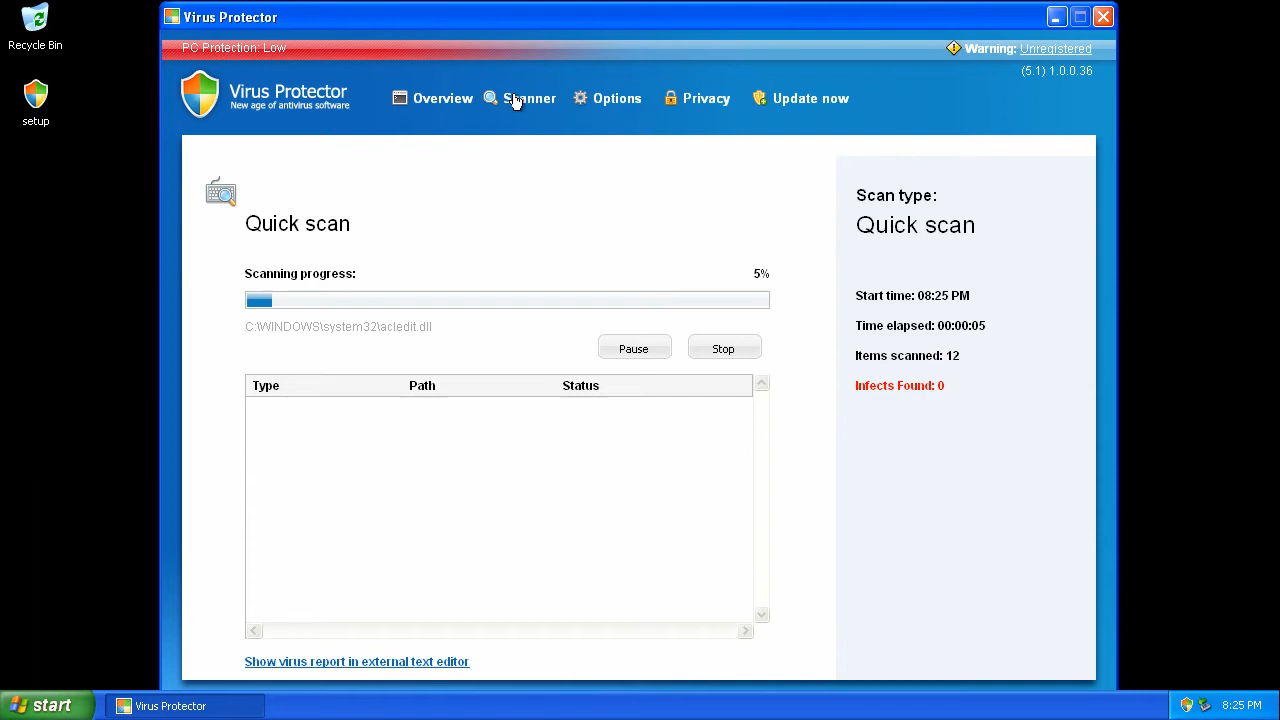 Recycle Bin
setup
Virus Protector
PC Protection: Low
Warning: Unregistered
(5.1) 1.0.0.36
Virus Protector
New age of antivirus software
Overview
Scanner
Options
Privacy
Update now
Quick scan
Scanning progress:
5%
C:\WINDOWS\system32\acledit.dll
Pause
Stop
Type
Path
Status
Show virus report in external text editor
Scan type:
Quick scan
Start time: 08:25 PM
Time elapsed: 00:00:05
Items scanned: 12
Infects Found: 0
start
Virus Protector
8:25 PM